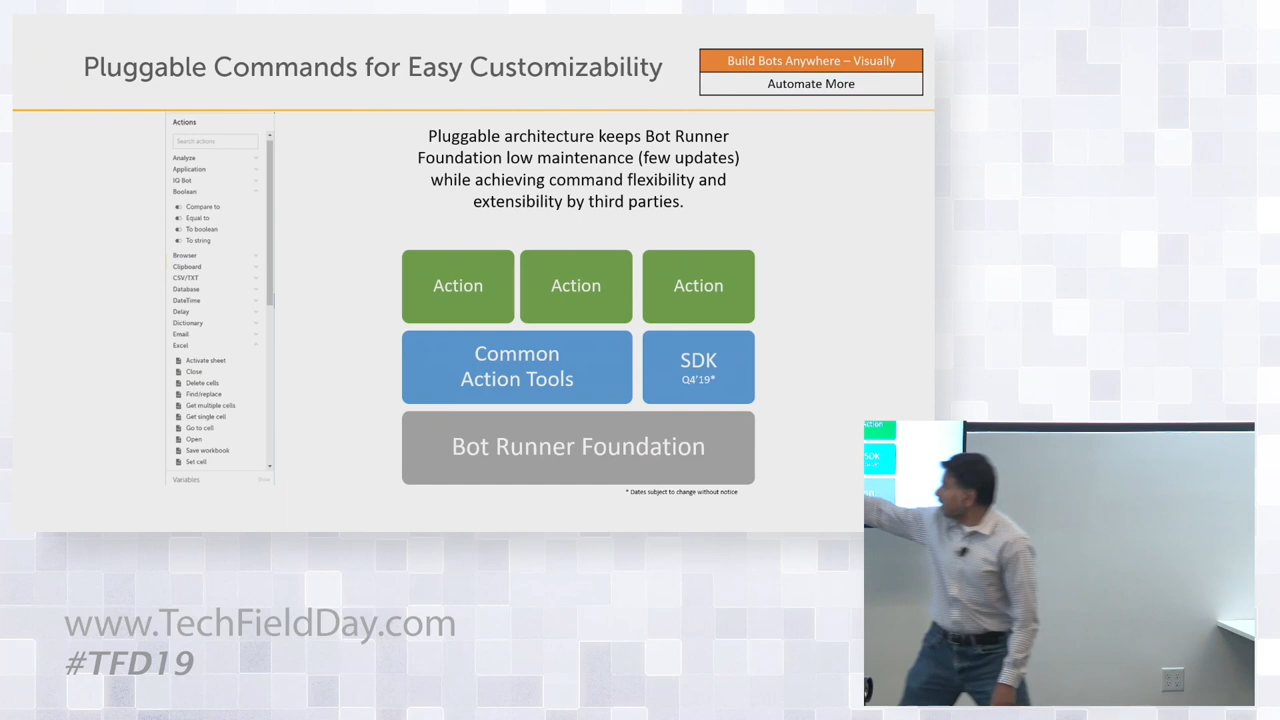 Pluggable Commands for Easy Customizability
Build Bots Anywhere – Visually
Automate More
Actions
Search actions
Analyze
Application
IQ Bot
Boolean
Compare to
Equal to
To boolean
To string
Browser
Clipboard
CSV/TXT
Database
DateTime
Delay
Dictionary
Email
Excel
Activate sheet
Close
Delete cells
Find/replace
Get multiple cells
Get single cell
Go to cell
Open
Save workbook
Set cell
Variables
Pluggable architecture keeps Bot Runner
Foundation low maintenance (few updates)
while achieving command flexibility and
extensibility by third parties.
Action
Action
Action
Common
Action Tools
SDK
Q4'19*
Bot Runner Foundation
* Dates subject to change without notice
Action
SDK
www.TechFieldDay.com
#TFD19